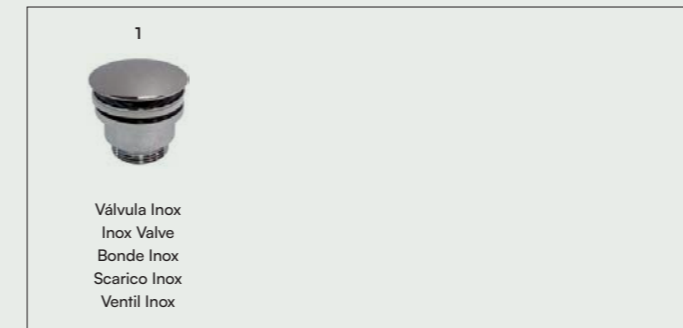 1
Válvula Inox
Inox Valve
Bonde Inox
Scarico Inox
Ventil Inox